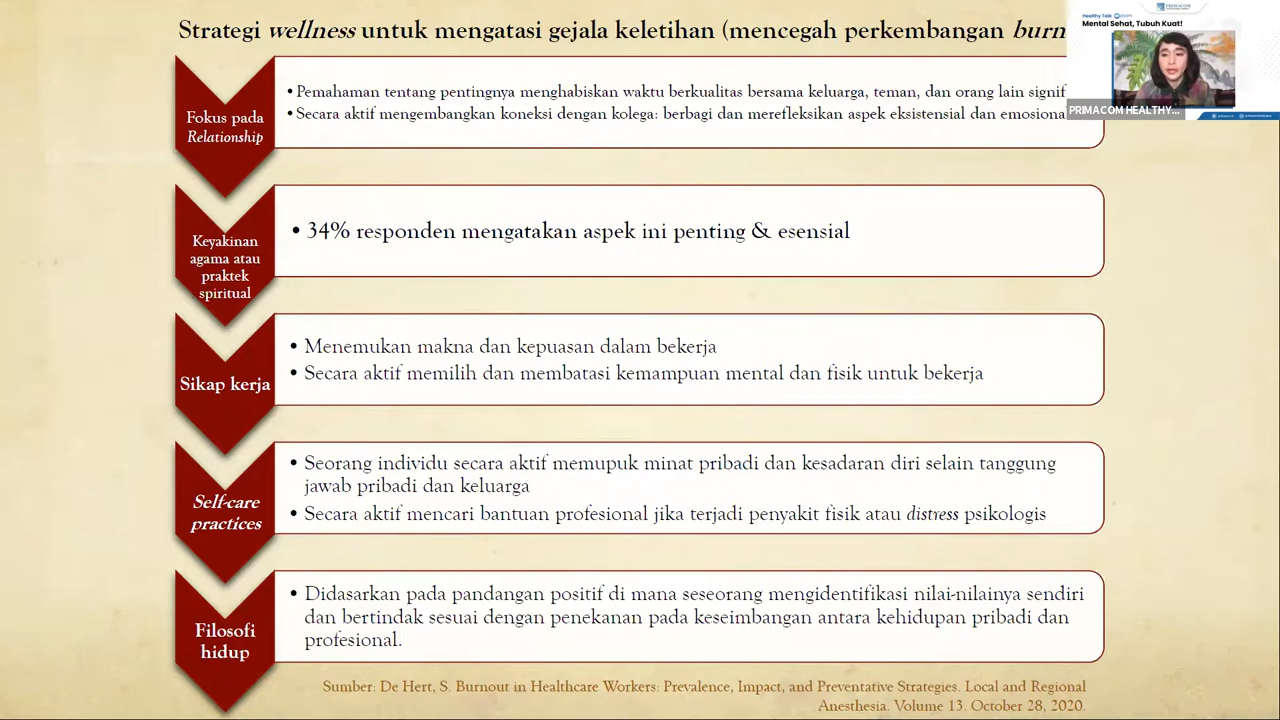 Strategi wellness untuk mengatasi gejala keletihan (mencegah perkembangan burn
PRIMACOM
Healthy Talk
Mental Sehat, Tubuh Kuat!
PRIMACOM HEALTHY...
Fokus pada
Relationship
• Pemahaman tentang pentingnya menghabiskan waktu berkualitas bersama keluarga, teman, dan orang lain signif
• Secara aktif mengembangkan koneksi dengan kolega: berbagi dan merefleksikan aspek eksistensial dan emosiona
Keyakinan
agama atau
praktek
spiritual
• 34% responden mengatakan aspek ini penting & esensial
Sikap kerja
• Menemukan makna dan kepuasan dalam bekerja
• Secara aktif memilih dan membatasi kemampuan mental dan fisik untuk bekerja
Self-care
practices
• Seorang individu secara aktif memupuk minat pribadi dan kesadaran diri selain tanggung
jawab pribadi dan keluarga
• Secara aktif mencari bantuan profesional jika terjadi penyakit fisik atau distress psikologis
Filosofi
hidup
• Didasarkan pada pandangan positif di mana seseorang mengidentifikasi nilai-nilainya sendiri
dan bertindak sesuai dengan penekanan pada keseimbangan antara kehidupan pribadi dan
profesional.
Sumber: De Hert, S. Burnout in Healthcare Workers: Prevalence, Impact, and Preventative Strategies. Local and Regional
Anesthesia. Volume 13. October 28, 2020.